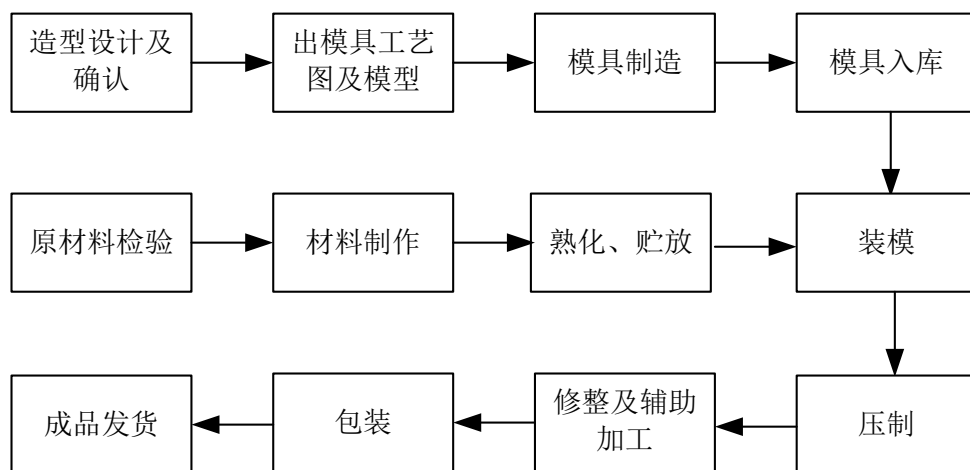 造型设计及
确认
出模具工艺
图及模型
模具制造
模具入库
原材料检验
材料制作
熟化、贮放
装模
成品发货
包装
修整及辅助
加工
压制